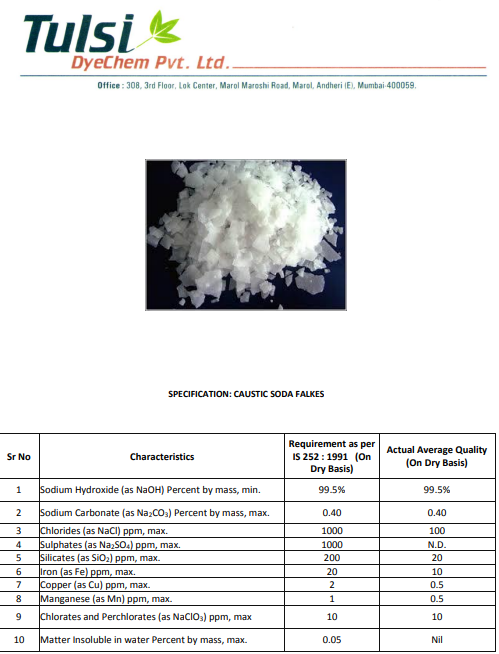 Tulsi
DyeChem Pvt. Ltd.
Office : 308, 3rd Floor, Lok Center, Marol Maroshi Road, Marol, Andheri (E), Mumbai-400059.
SPECIFICATION: CAUSTIC SODA FALKES
Sr No Characteristics Requirement as per IS 252 : 1991 (On Dry Basis) Actual Average Quality (On Dry Basis)
1 Sodium Hydroxide (as NaOH) Percent by mass, min. 99.5% 99.5%
2 Sodium Carbonate (as Na₂CO₃) Percent by mass, max. 0.40 0.40
3 Chlorides (as NaCl) ppm, max. 1000 100
4 Sulphates (as Na₂SO₄) ppm, max. 1000 N.D.
5 Silicates (as SiO₂) ppm, max. 200 20
6 Iron (as Fe) ppm, max. 20 10
7 Copper (as Cu) ppm, max. 2 0.5
8 Manganese (as Mn) ppm, max. 1 0.5
9 Chlorates and Perchlorates (as NaClO₃) ppm, max 10 10
10 Matter Insoluble in water Percent by mass, max. 0.05 Nil